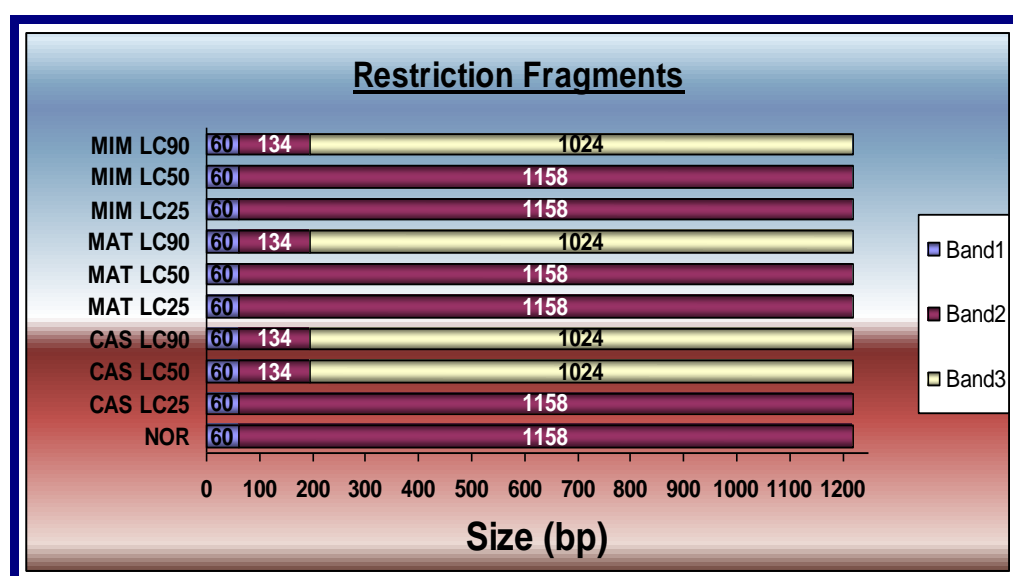 Restriction Fragments
MIM LC90 60 134 1024
MIM LC50 60 1158
MIM LC25 60 1158
MAT LC90 60 134 1024
MAT LC50 60 1158
MAT LC25 60 1158
CAS LC90 60 134 1024
CAS LC50 60 134 1024
CAS LC25 60 1158
NOR 60 1158
0 100 200 300 400 500 600 700 800 900 1000 1100 1200
Size (bp)
Band1
Band2
Band3